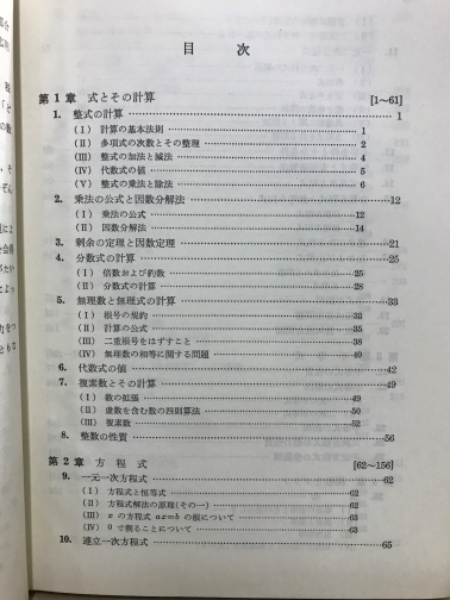 目次
第1章 式とその計算 [1~61]
1. 整式の計算 1
(I) 計算の基本法則 1
(II) 多項式の次数とその整理 2
(III) 整式の加法と減法 4
(IV) 代数式の値 5
(V) 整式の乗法と除法 6
2. 乗法の公式と因数分解法 12
(I) 乗法の公式 12
(II) 因数分解法 14
3. 剰余の定理と因数定理 21
4. 分数式の計算 25
(I) 倍数および約数 25
(II) 分数式の計算 28
5. 無理数と無理式の計算 33
(I) 根号の規約 33
(II) 計算の公式 35
(III) 二重根号をはずすこと 38
(IV) 無理数の相等に関する問題 40
6. 代数式の値 42
7. 複素数とその計算 49
(I) 数の拡張 49
(II) 虚数を含む数の四則算法 50
(III) 複素数 52
8. 整数の性質 56
第2章 方程式 [62~156]
9. 一元一次方程式 62
(I) 方程式と恒等式 62
(II) 方程式解法の原理(その一) 62
(III) xの方程式 ax=b の根について 63
(IV) 0で割ることについて 63
10. 連立一次方程式 65